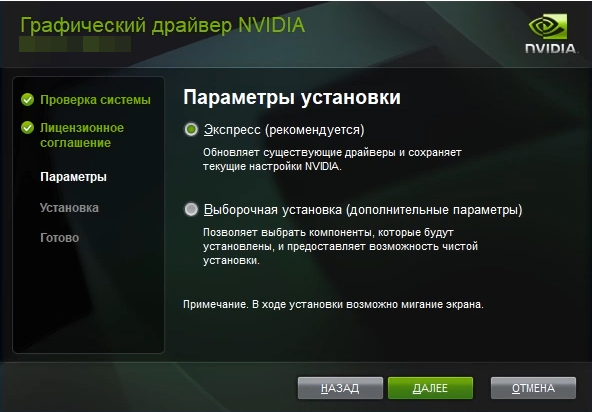 Графический драйвер NVIDIA
NVIDIA.
Проверка системы
Лицензионное
соглашение
Параметры
Установка
Готово
Параметры установки
Экспресс (рекомендуется)
Обновляет существующие драйверы и сохраняет
текущие настройки NVIDIA.
Выборочная установка (дополнительные параметры)
Позволяет выбрать компоненты, которые будут
установлены, и предоставляет возможность чистой
установки.
Примечание. В ходе установки возможно мигание экрана.
НАЗАД
ДАЛЕЕ
ОТМЕНА